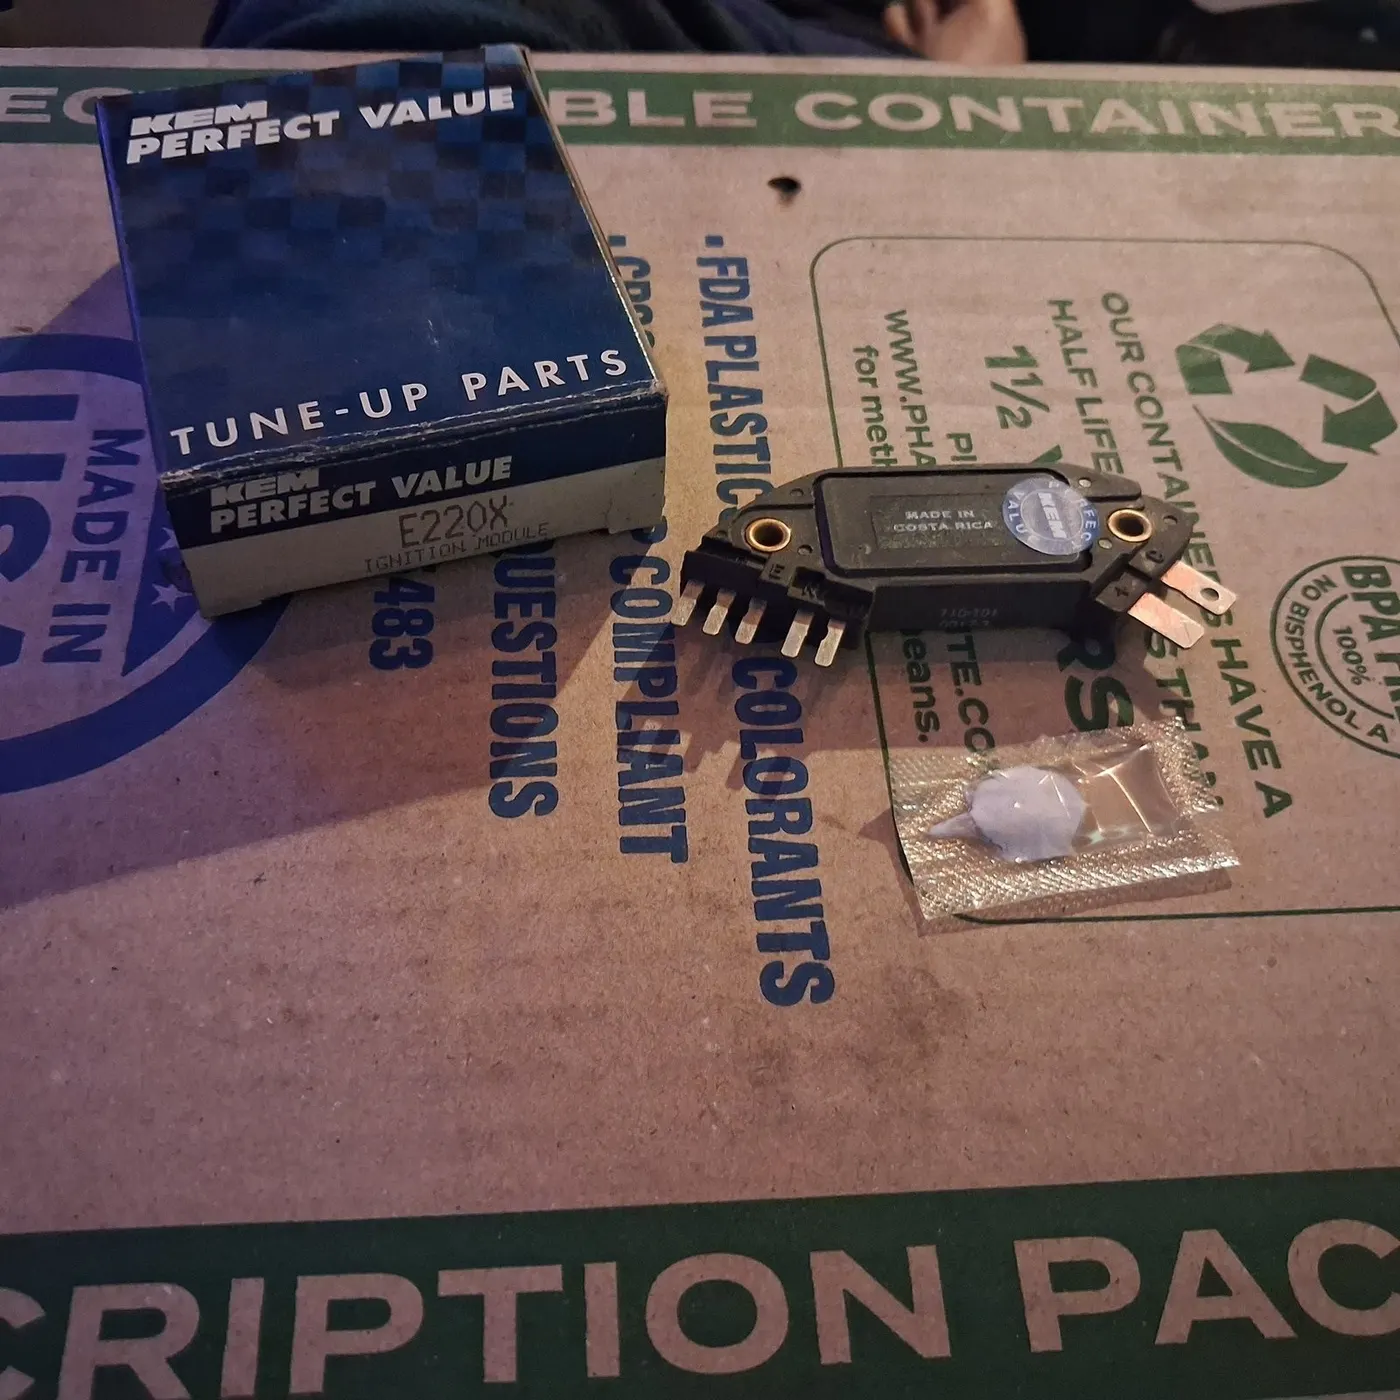 BLE CONTAINER
KEM
PERFECT VALUE
TUNE-UP PARTS
KEM
PERFECT VALUE
E220X
IGNITION MODULE
MADE IN
483
QUESTIONS
COMPLIANT
·FDA PLASTIC
COLORANTS
MADE IN
COSTA RICA
KEM
VALUE
E
C
+
OUR CONTAINERS HAVE A
HALF LIFE
THAN
1½
WWW.PHA
for meth
BPA
NO BISPHENOL A
100%
CRIPTION PAC